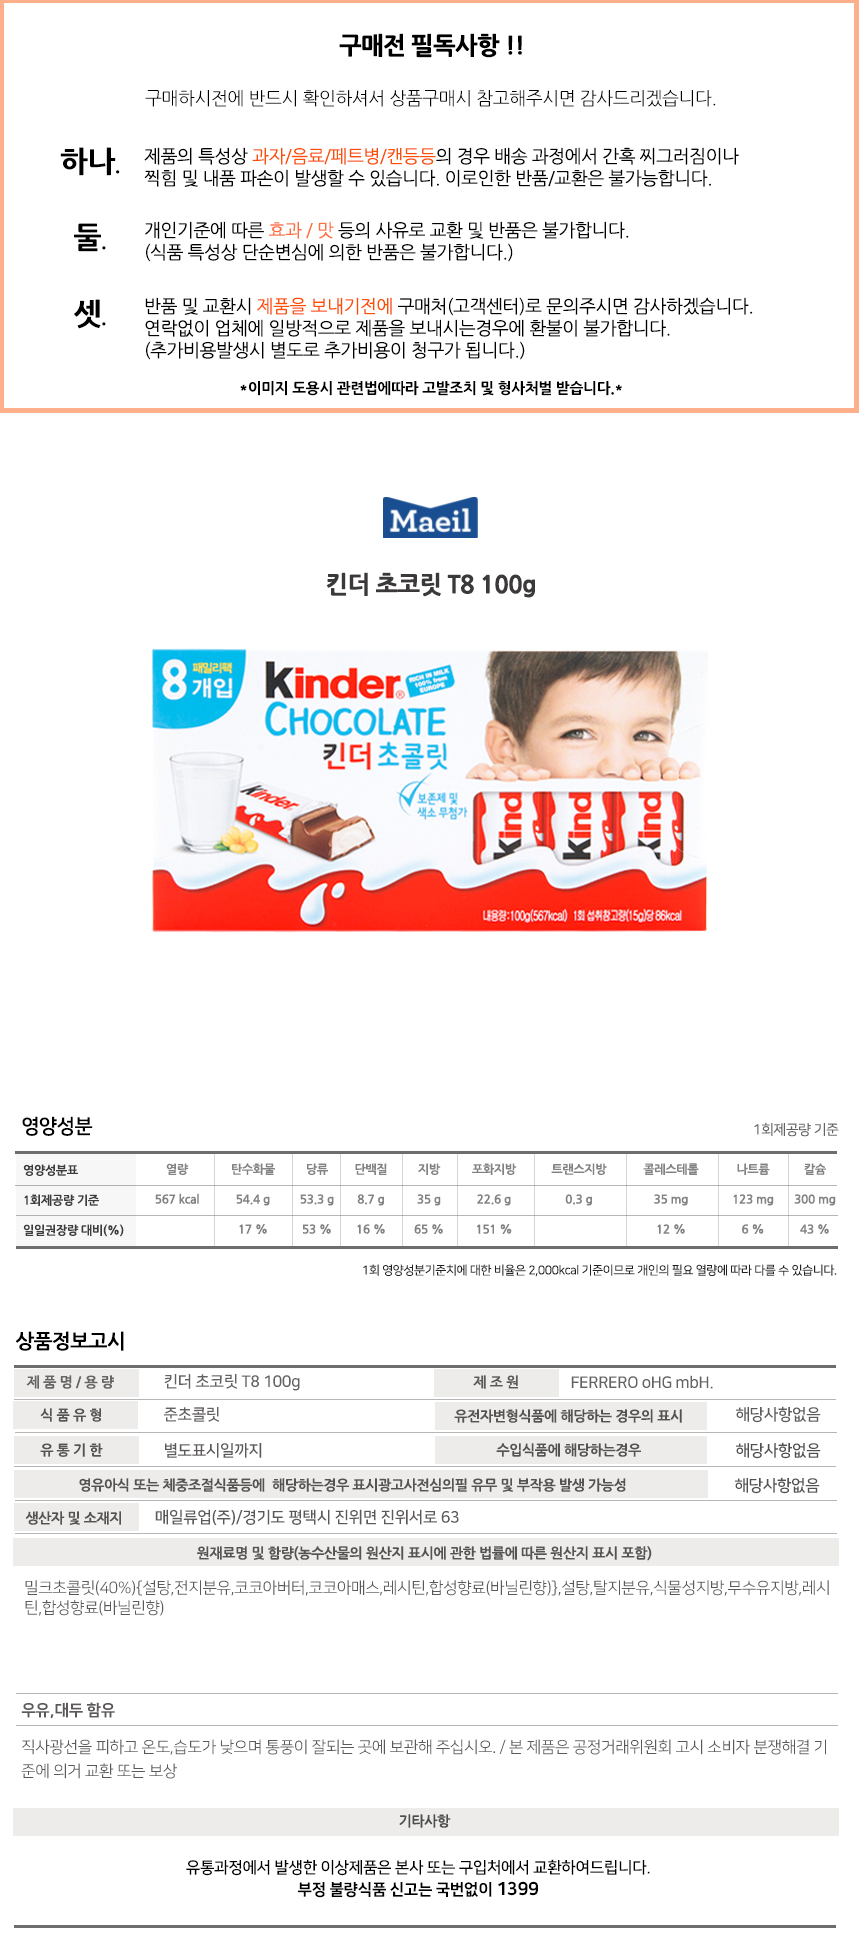 구매전 필독사항 !!
구매하시전에 반드시 확인하셔서 상품구매시 참고해주시면 감사드리겠습니다.
하나. 제품의 특성상 과자/음료/페트병/캔등등의 경우 배송 과정에서 간혹 찌그러짐이나
찍힘 및 내품 파손이 발생할 수 있습니다. 이로인한 반품/교환은 불가능합니다.
둘. 개인기준에 따른 효과 / 맛 등의 사유로 교환 및 반품은 불가합니다.
(식품 특성상 단순변심에 의한 반품은 불가합니다.)
셋. 반품 및 교환시 제품을 보내기전에 구매처(고객센터)로 문의주시면 감사하겠습니다.
연락없이 업체에 일방적으로 제품을 보내시는경우에 환불이 불가합니다.
(추가비용발생시 별도로 추가비용이 청구가 됩니다.)
*이미지 도용시 관련법에따라 고발조치 및 형사처벌 받습니다.*
Maeil
킨더 초코릿 T8 100g
8 패밀리팩
개입
Kinder®
RICH IN MILK
100% from
EUROPE
CHOCOLATE
킨더 초콜릿
Kinder
보존제 및
색소 무첨가
Kind Kind Kind
내용량:100g(567kcal) 1회 섭취참고량(15g)당 86kcal
영양성분
1회제공량 기준
영양성분표 열량 탄수화물 당류 단백질 지방 포화지방 트랜스지방 콜레스테롤 나트륨 칼슘
1회제공량 기준 567 kcal 54.4 g 53.3 g 8.7 g 35 g 22.6 g 0.3 g 35 mg 123 mg 300 mg
일일권장량 대비(%) 17 % 53 % 16 % 65 % 151 % 12 % 6 % 43 %
1회 영양성분기준치에 대한 비율은 2,000kcal 기준이므로 개인의 필요 열량에 따라 다를 수 있습니다.
상품정보고시
제 품 명 / 용 량 킨더 초코릿 T8 100g 제 조 원 FERRERO oHG mbH.
식 품 유 형 준초콜릿 유전자변형식품에 해당하는 경우의 표시 해당사항없음
유 통 기 한 별도표시일까지 수입식품에 해당하는경우 해당사항없음
영유아식 또는 체중조절식품등에 해당하는경우 표시광고사전심의필 유무 및 부작용 발생 가능성 해당사항없음
생산자 및 소재지 매일류업(주)/경기도 평택시 진위면 진위서로 63
원재료명 및 함량(농수산물의 원산지 표시에 관한 법률에 따른 원산지 표시 포함)
밀크초콜릿(40%){설탕,전지분유,코코아버터,코코아매스,레시틴,합성향료(바닐린향)},설탕,탈지분유,식물성지방,무수유지방,레시
틴,합성향료(바닐린향)
우유,대두 함유
직사광선을 피하고 온도,습도가 낮으며 통풍이 잘되는 곳에 보관해 주십시오. / 본 제품은 공정거래위원회 고시 소비자 분쟁해결 기
준에 의거 교환 또는 보상
기타사항
유통과정에서 발생한 이상제품은 본사 또는 구입처에서 교환하여드립니다.
부정 불량식품 신고는 국번없이 1399